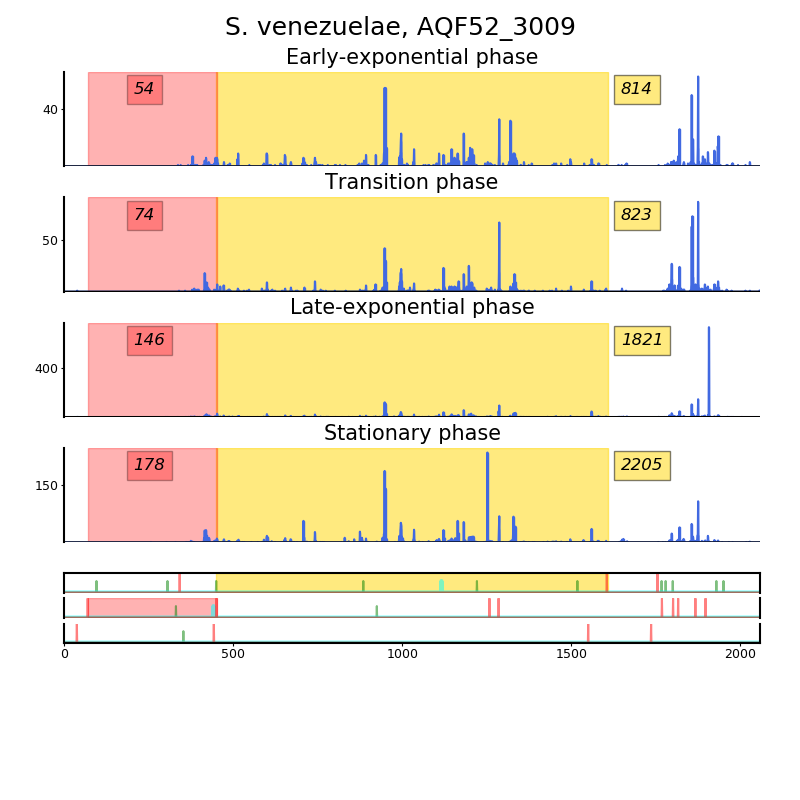 S. venezuelae, AQF52_3009
Early-exponential phase
54
814
40
Transition phase
74
823
50
Late-exponential phase
146
1821
400
Stationary phase
178
2205
150
0 500 1000 1500 2000